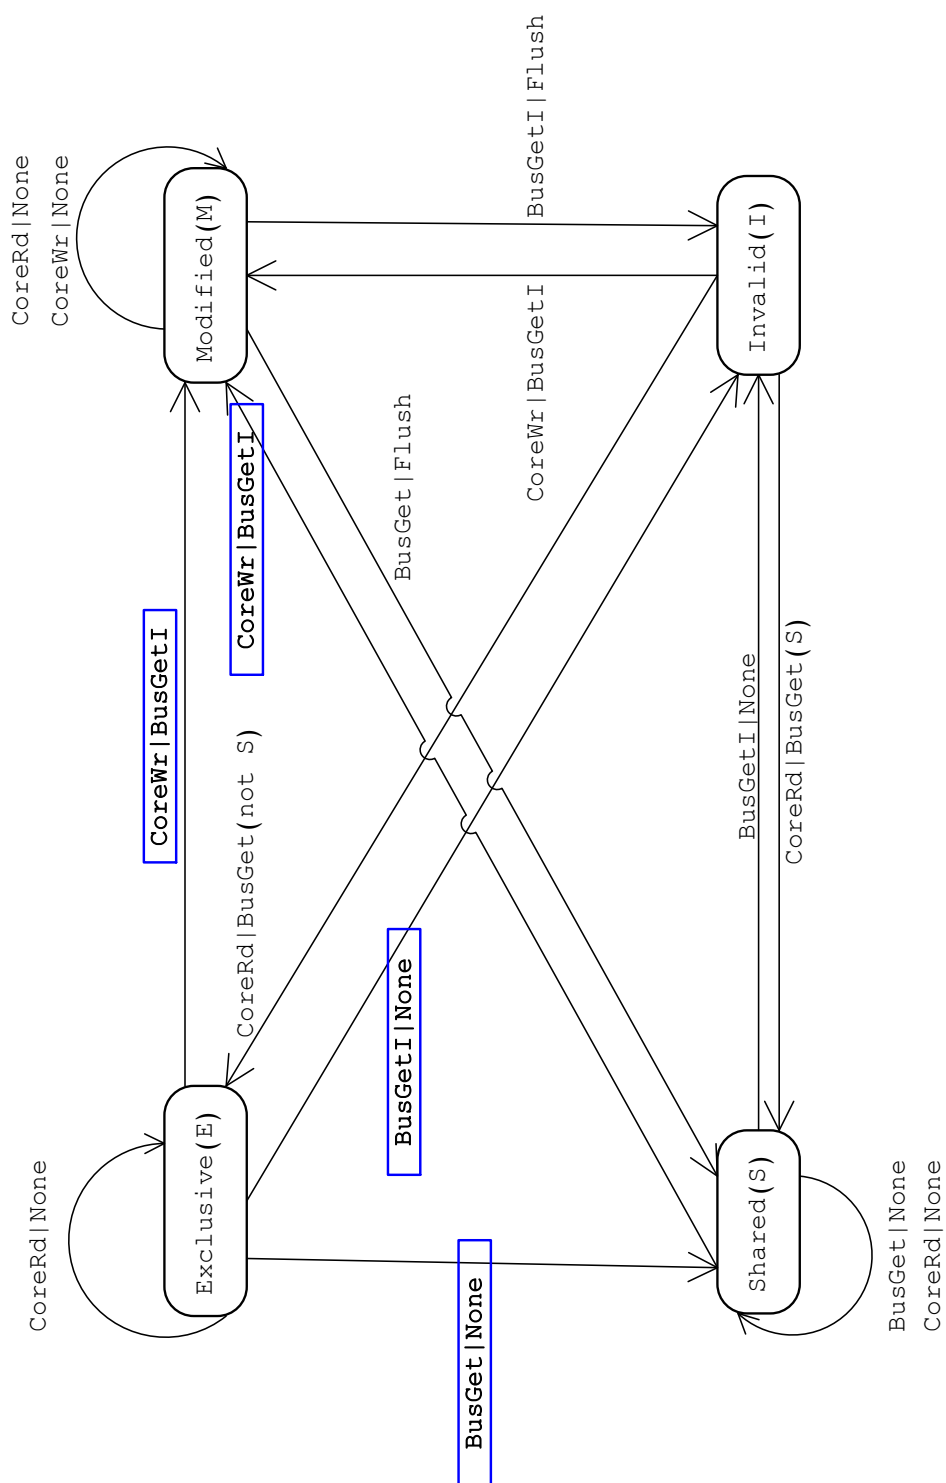 CoreRd|None
CoreWr|None
Modified(M)
BusGetI|Flush
Invalid(I)
CoreWr|BusGetI
BusGet|Flush
CoreWr|BusGetI
CoreWr|BusGetI
CoreRd|BusGet(not S)
BusGetI|None
CoreRd|BusGet(S)
BusGetI|None
CoreRd|None
Exclusive(E)
BusGet|None
Shared(S)
BusGet|None
CoreRd|None